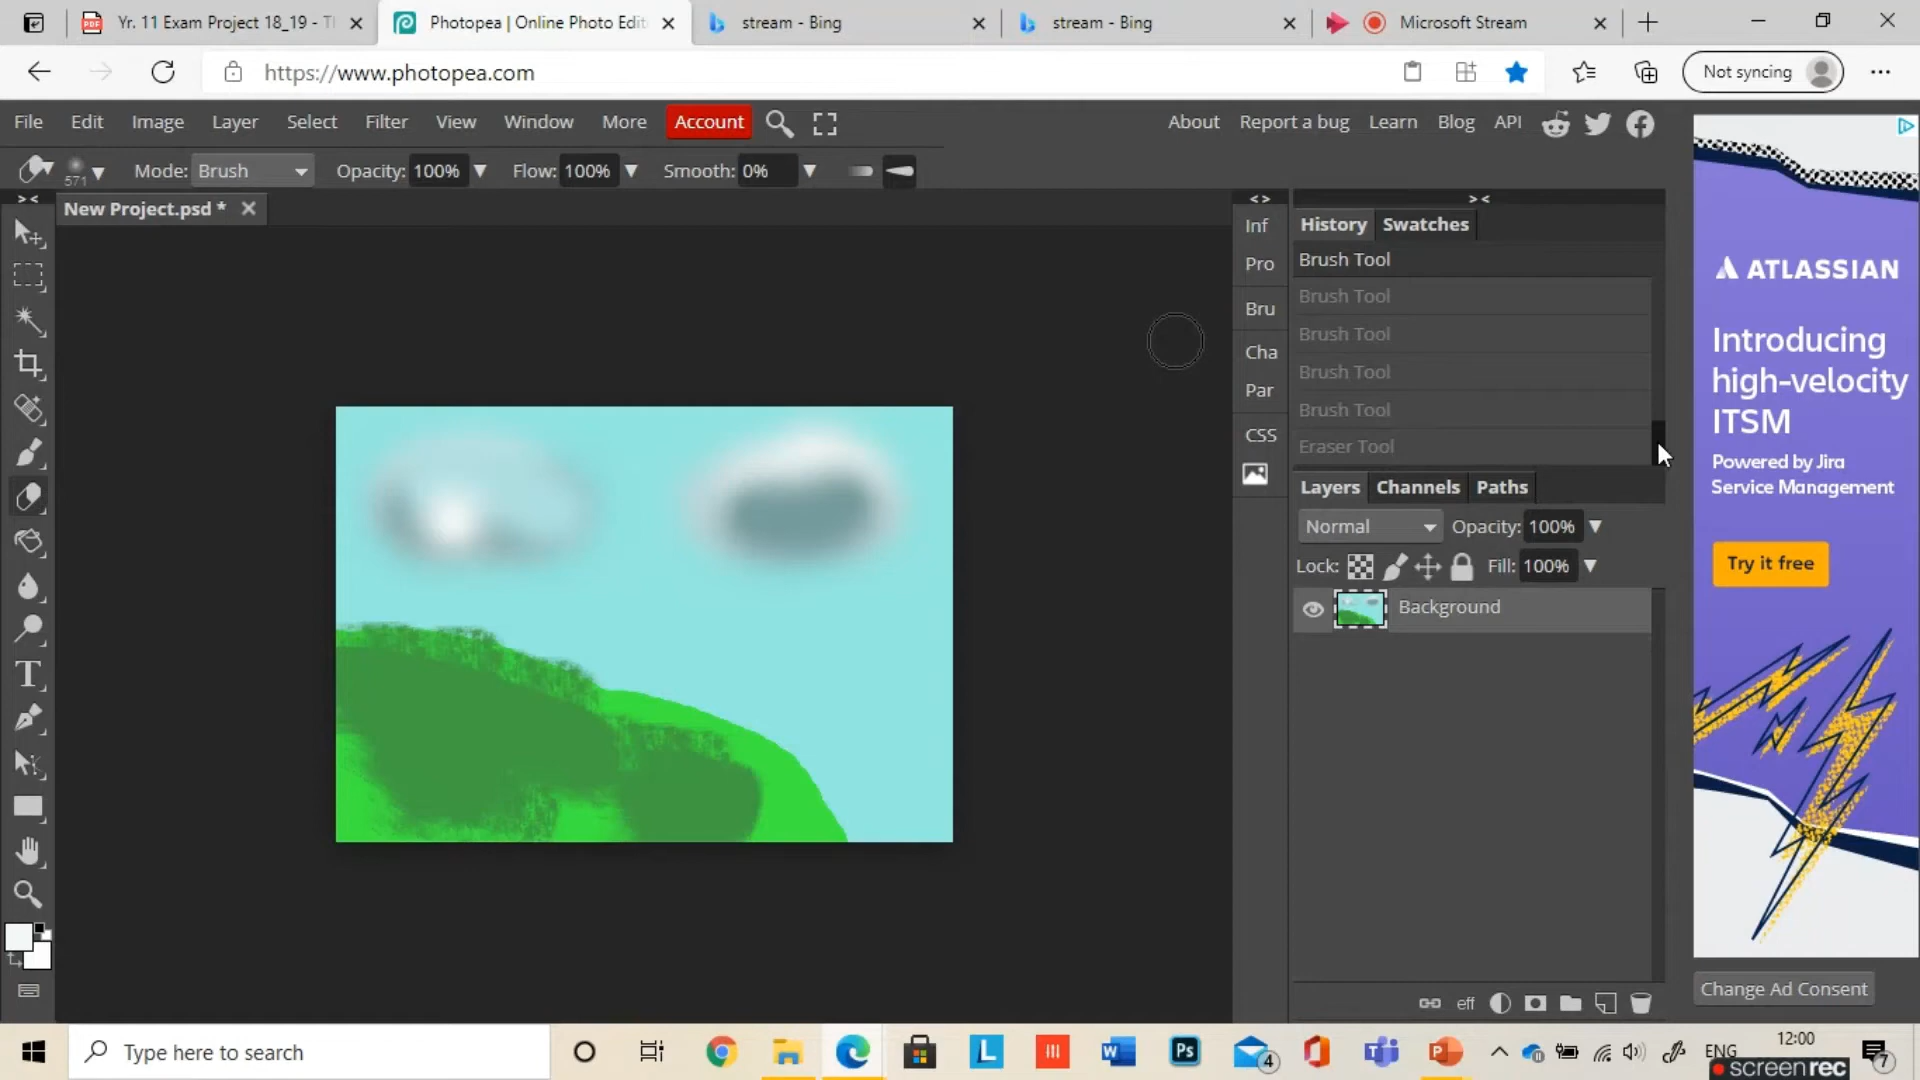 Yr. 11 Exam Project 18_19 - Tl
Photopea | Online Photo Edit
stream - Bing
stream - Bing
Microsoft Stream
https://www.photopea.com
Not syncing
File Edit Image Layer Select Filter View Window More Account
About Report a bug Learn Blog API
571 Mode: Brush Opacity: 100% Flow: 100% Smooth: 0%
New Project.psd *
Inf
Pro
Bru
Cha
Par
CSS
History Swatches
Brush Tool
Brush Tool
Brush Tool
Brush Tool
Brush Tool
Eraser Tool
Layers Channels Paths
Normal Opacity: 100%
Lock: Fill: 100%
Background
eff
ATLASSIAN
Introducing
high-velocity
ITSM
Powered by Jira
Service Management
Try it free
Change Ad Consent
Type here to search
4
ENG
12:00
7
screenrec